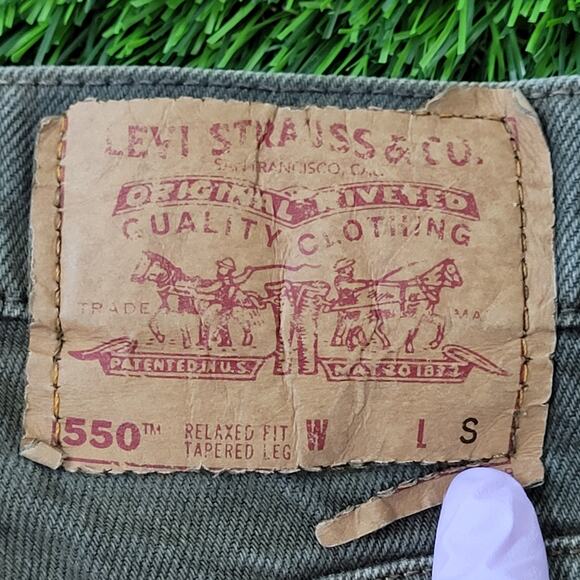 LEVI STRAUSS & CO.
SAN FRANCISCO, CAL.
ORIGINAL RIVETED
QUALITY CLOTHING
TRADE MA
PATENTED IN U.S. MAY 20 1873
550™ RELAXED FIT W L S
TAPERED LEG